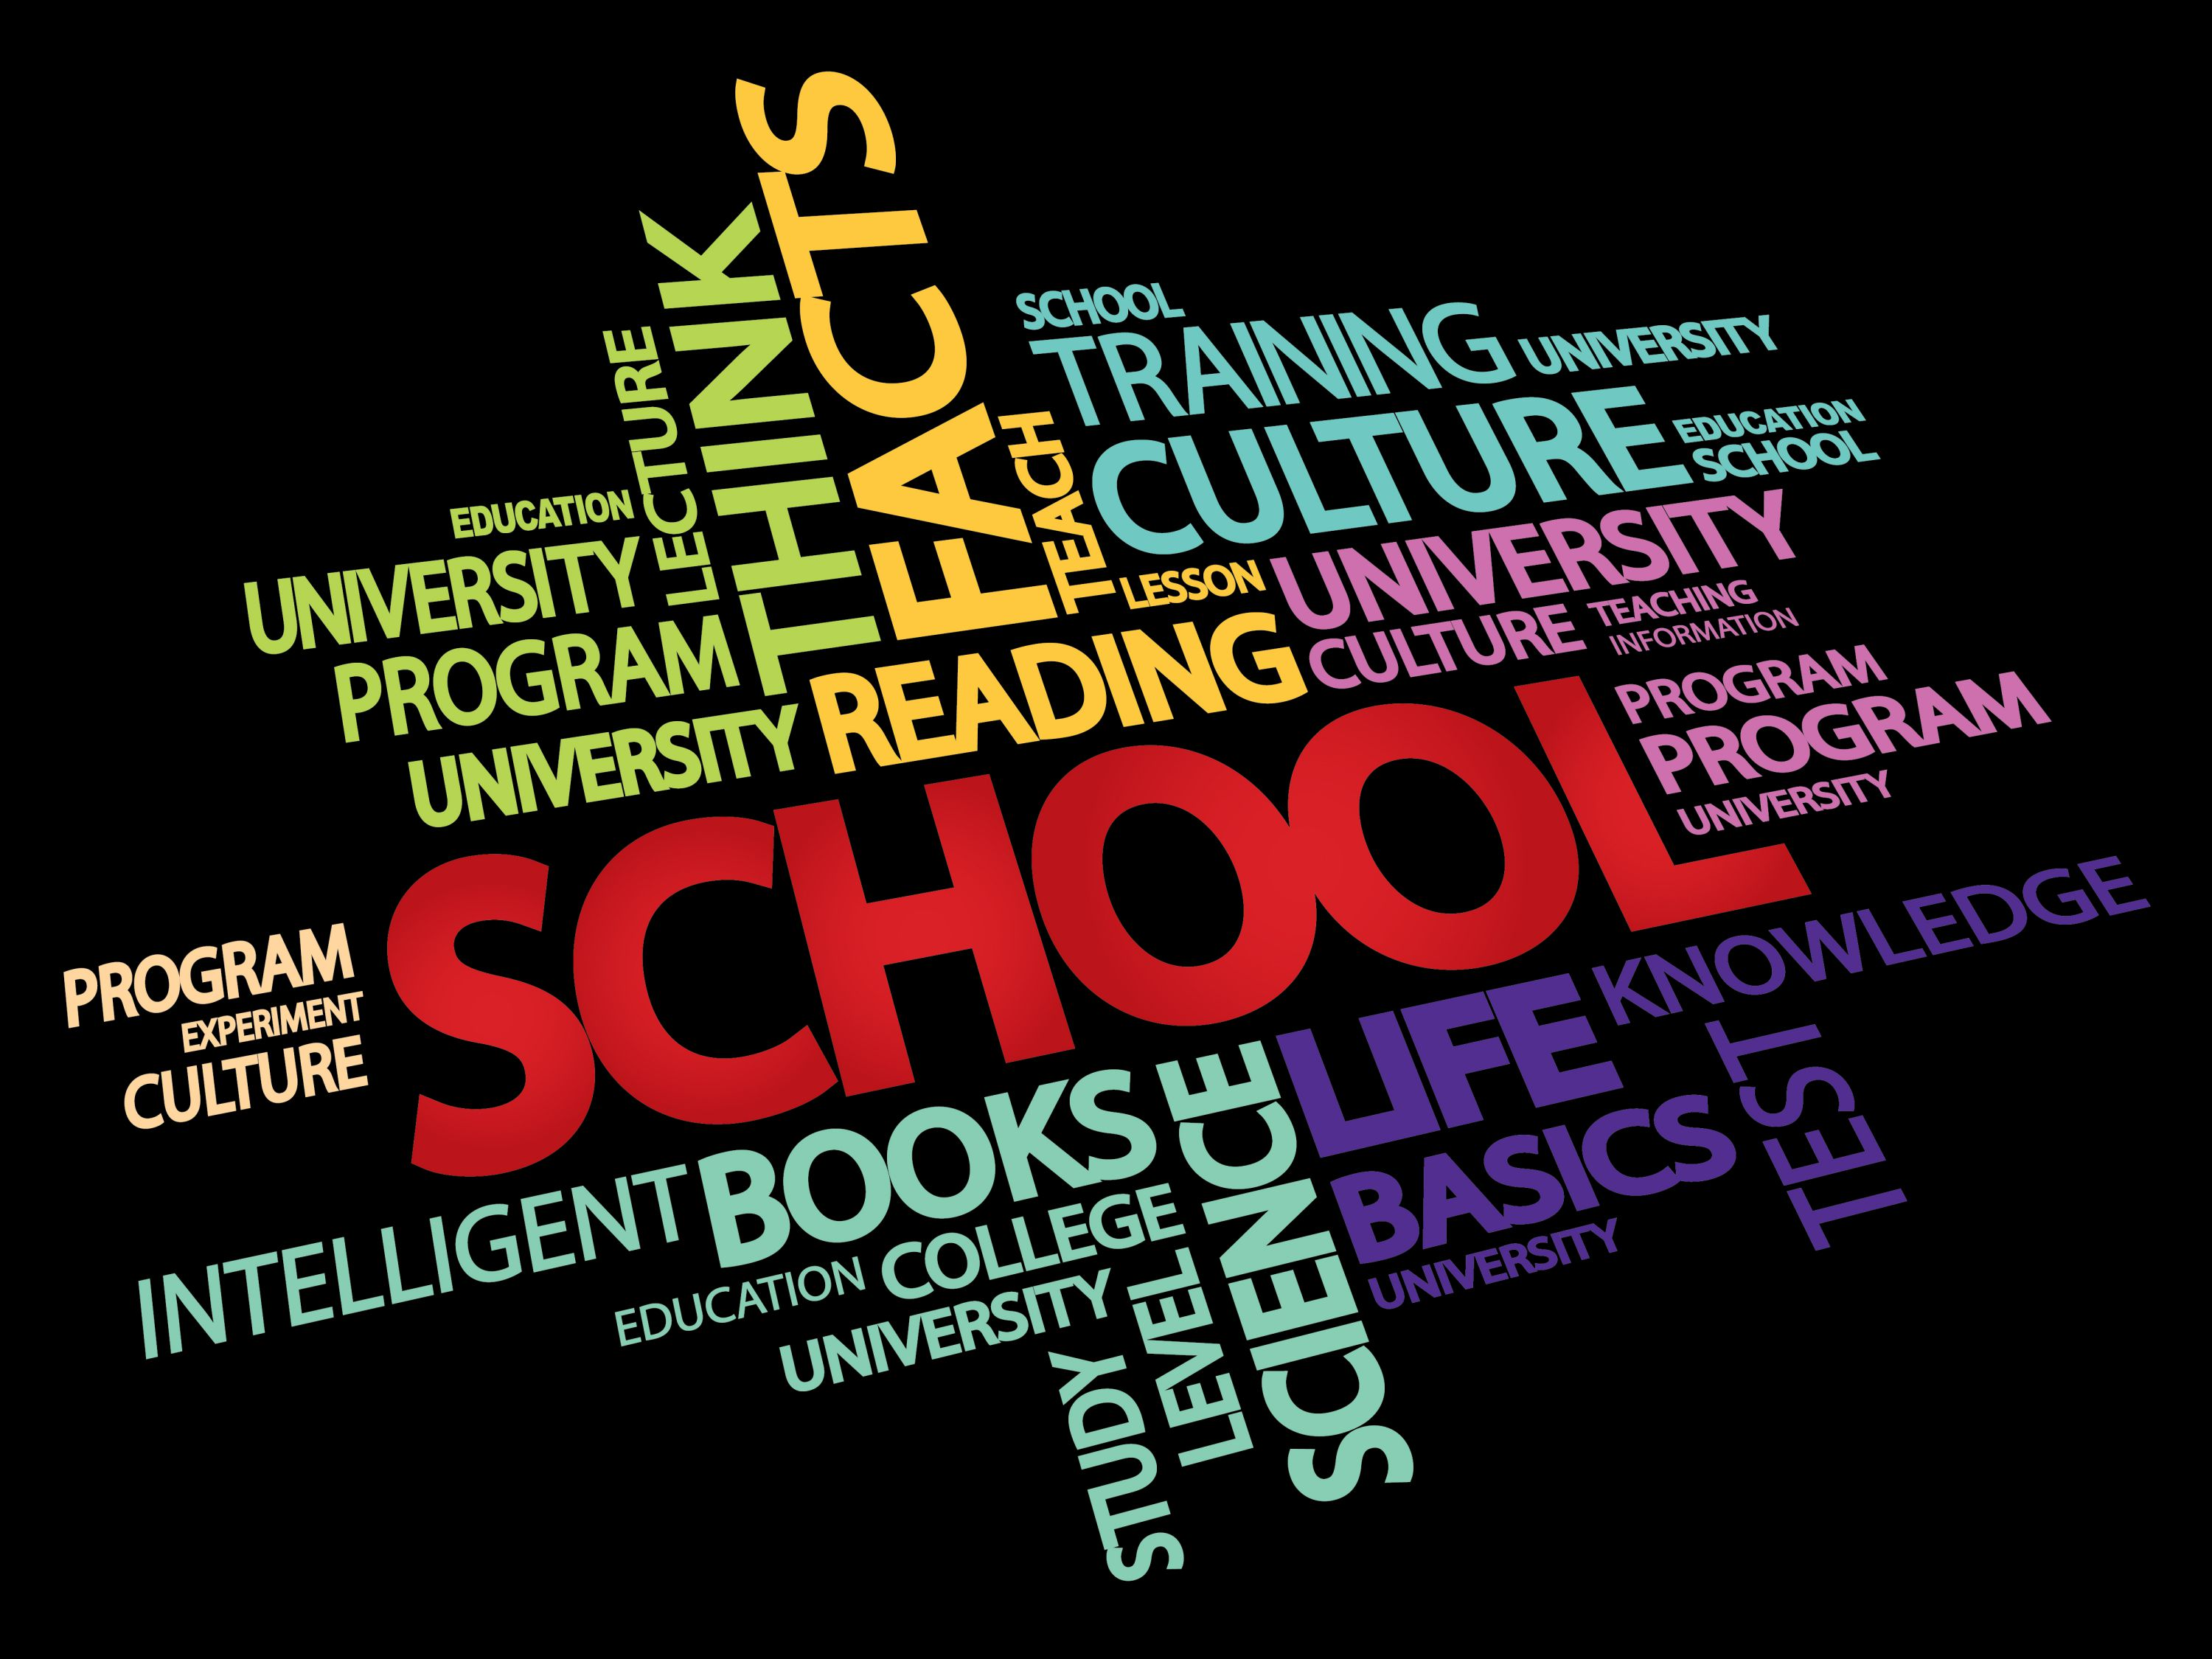 FACTS
THINK
LECTURE
EDUCATION
UNIVERSITY
PROGRAM
UNIVERSITY
TEACH
LESSON
READING
SCHOOL
TRAINING
UNIVERSITY
CULTURE
EDUCATION
SCHOOL
UNIVERSITY
CULTURE
TEACHING
INFORMATION
PROGRAM
PROGRAM
UNIVERSITY
SCHOOL
PROGRAM
EXPERIMENT
CULTURE
INTELLIGENT
BOOKS
EDUCATION
COLLEGE
UNIVERSITY
STUDY
LEVEL
SCIENCE
LIFE
KNOWLEDGE
BASICS
TEST
UNIVERSITY